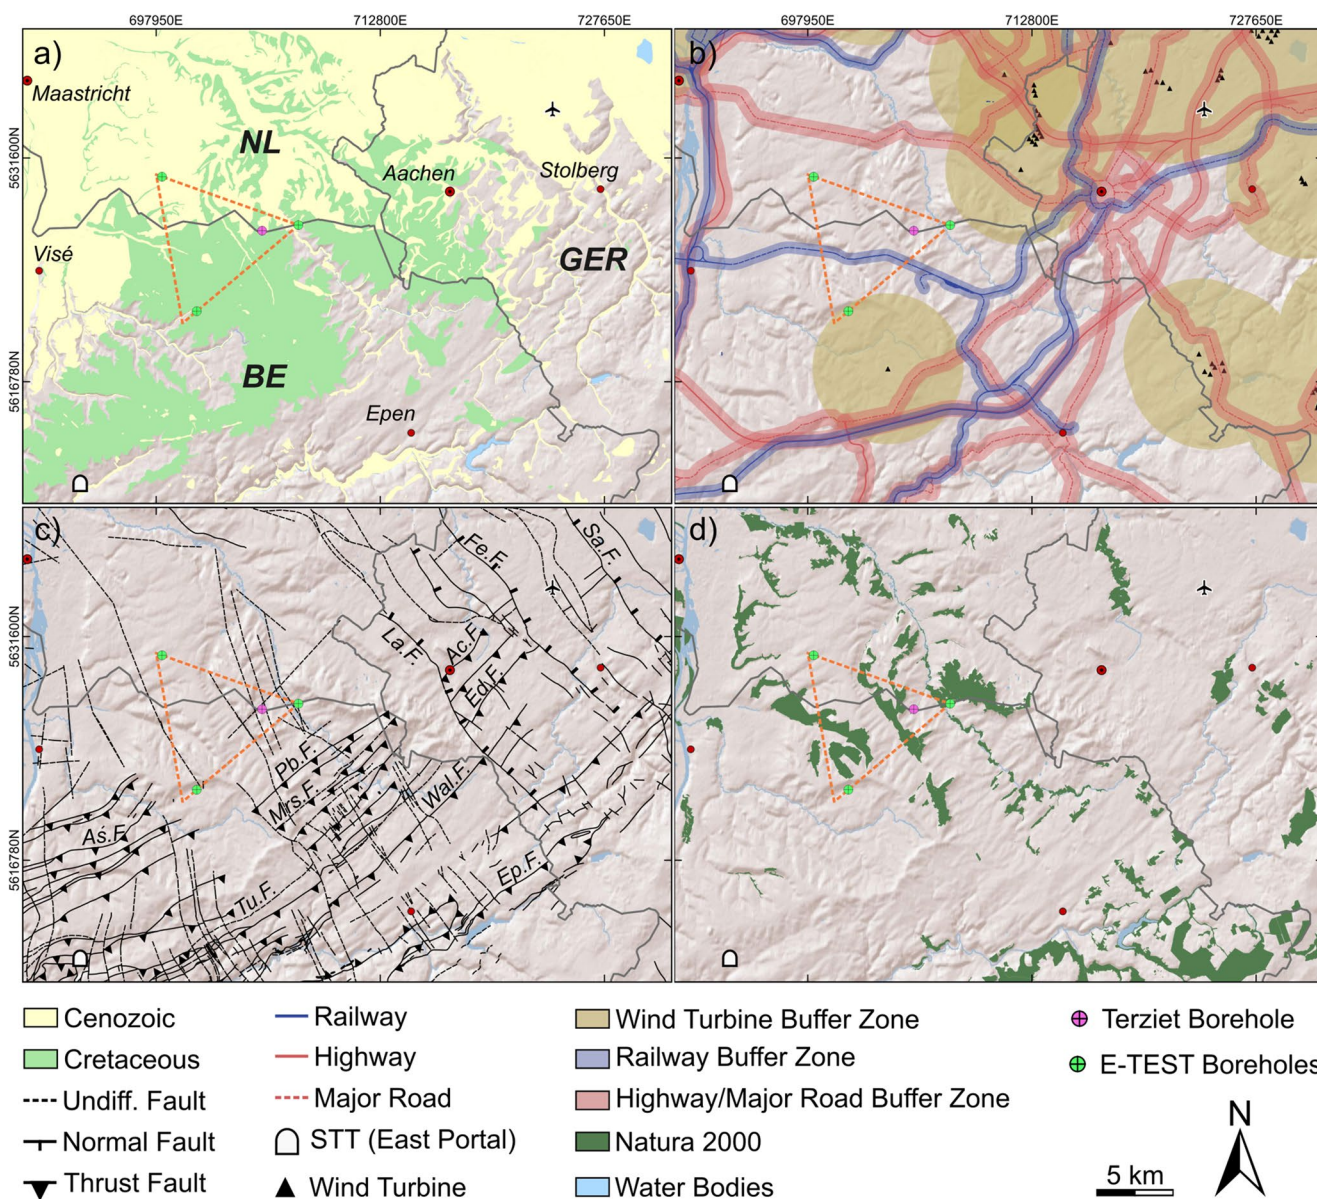 697950E 712800E 727650E 697950E 712800E 727650E
a)
Maastricht
NL
Aachen
Stolberg
Visé
GER
BE
Epen
5631600N
5616780N
b)
c)
Sa.F.
Fe.F.
La.F.
Ac.F.
Ed.F.
Pb.F.
Mrs.F.
Wal.F.
As.F.
Tu.F.
Ep.F.
5631600N
5616780N
d)
Cenozoic
Cretaceous
Undiff. Fault
Normal Fault
Thrust Fault
Railway
Highway
Major Road
STT (East Portal)
Wind Turbine
Wind Turbine Buffer Zone
Railway Buffer Zone
Highway/Major Road Buffer Zone
Natura 2000
Water Bodies
Terziet Borehole
E-TEST Boreholes
N
5 km